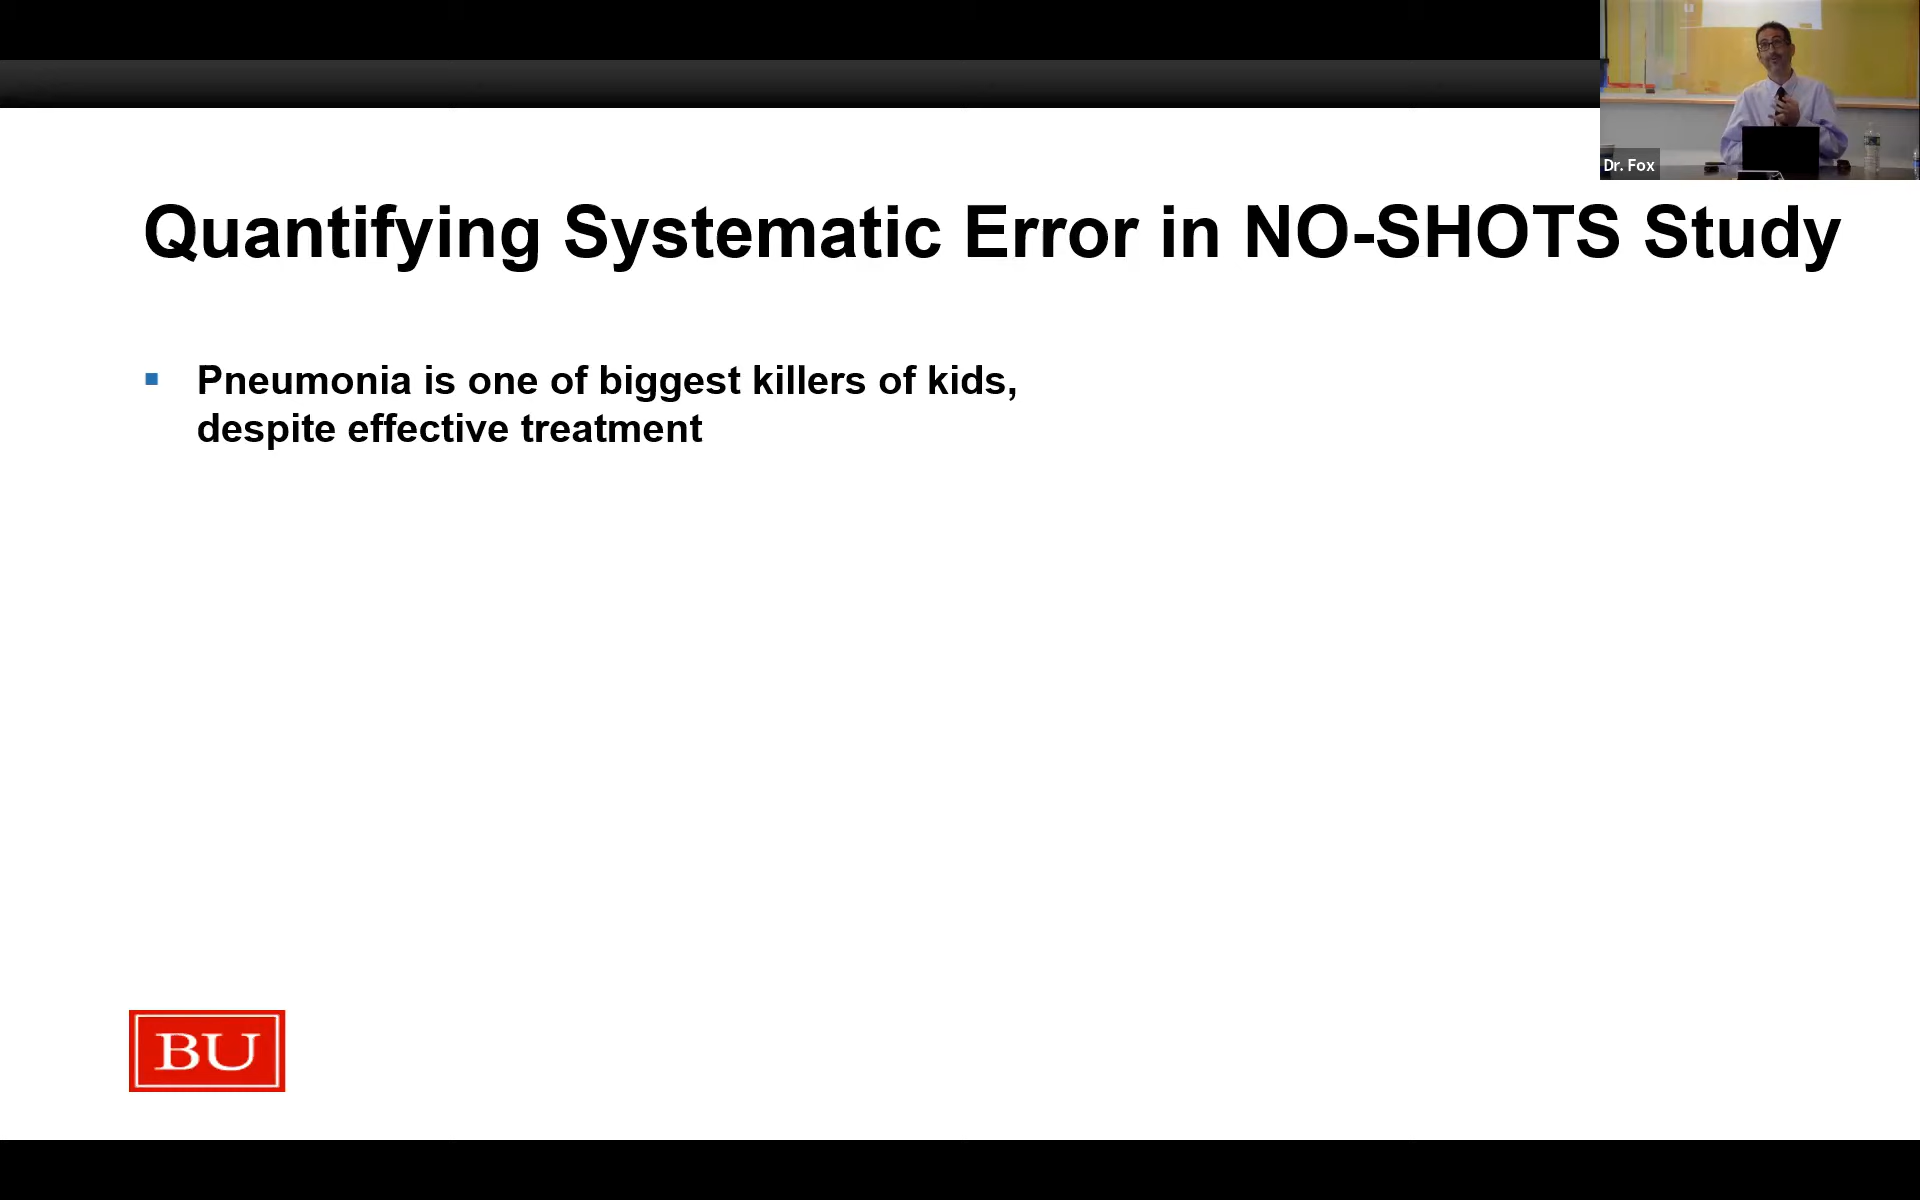 Dr. Fox
Quantifying Systematic Error in NO-SHOTS Study
Pneumonia is one of biggest killers of kids,
despite effective treatment
BU